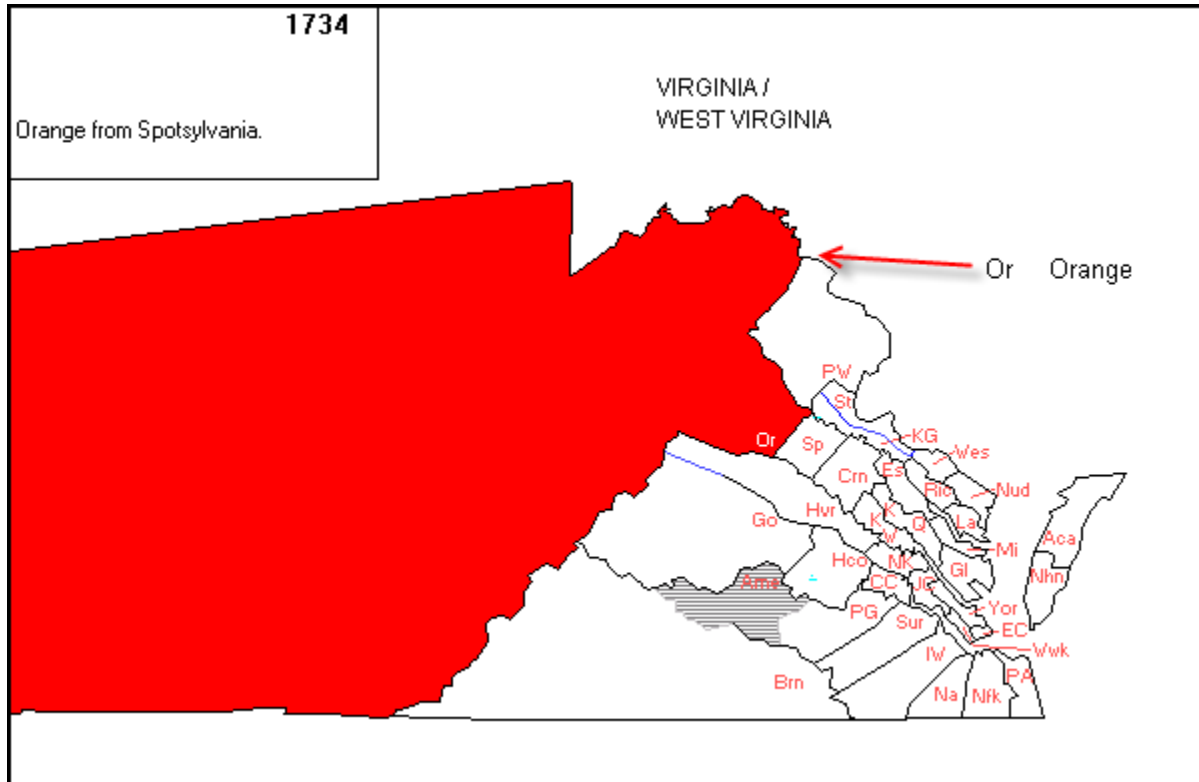 1734
Orange from Spotsylvania.
VIRGINIA /
WEST VIRGINIA
Or Orange
PW
St
Or
Sp
KG
Wes
Crn
Es
Ric
Nud
Go
Hvr
K
K
Q
La
W
Mi
Aca
Hco
NK
Gl
Nhn
Ama
CC
JC
Yor
PG
Sur
EC
Wwk
IW
PA
Brn
Na
Nfk